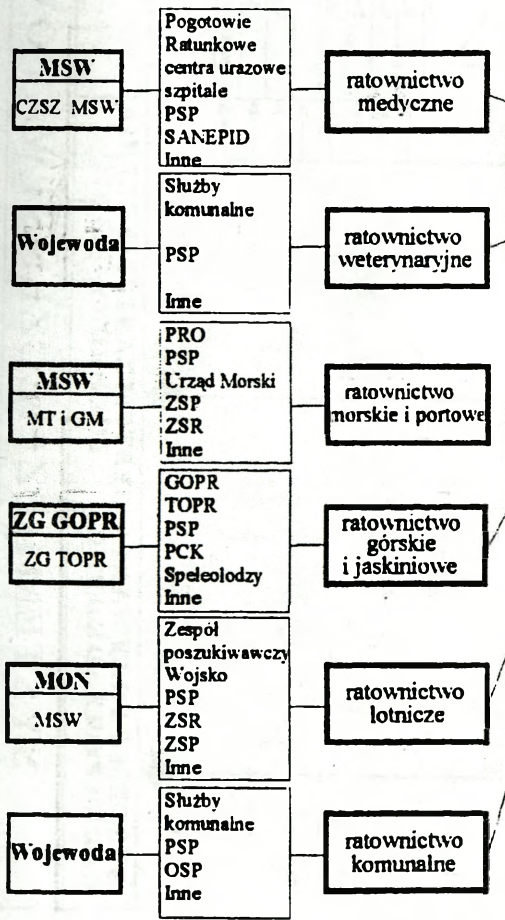 MSW
CZSZ MSW
Pogotowie
Ratunkowe
centra urazowe
szpitale
PSP
SANEPID
Inne
ratownictwo
medyczne
Wojewoda
Służby
komunalne
PSP
Inne
ratownictwo
weterynaryjne
MSW
MT i GM
PRO
PSP
Urząd Morski
ZSP
ZSR
Inne
ratownictwo
morskie i portowe
ZG GOPR
ZG TOPR
GOPR
TOPR
PSP
PCK
Speleolodzy
Inne
ratownictwo
górskie
i jaskiniowe
MON
MSW
Zespół
poszukiwawczy
Wojsko
PSP
ZSR
ZSP
Inne
ratownictwo
lotnicze
Wojewoda
Służby
komunalne
PSP
OSP
Inne
ratownictwo
komunalne